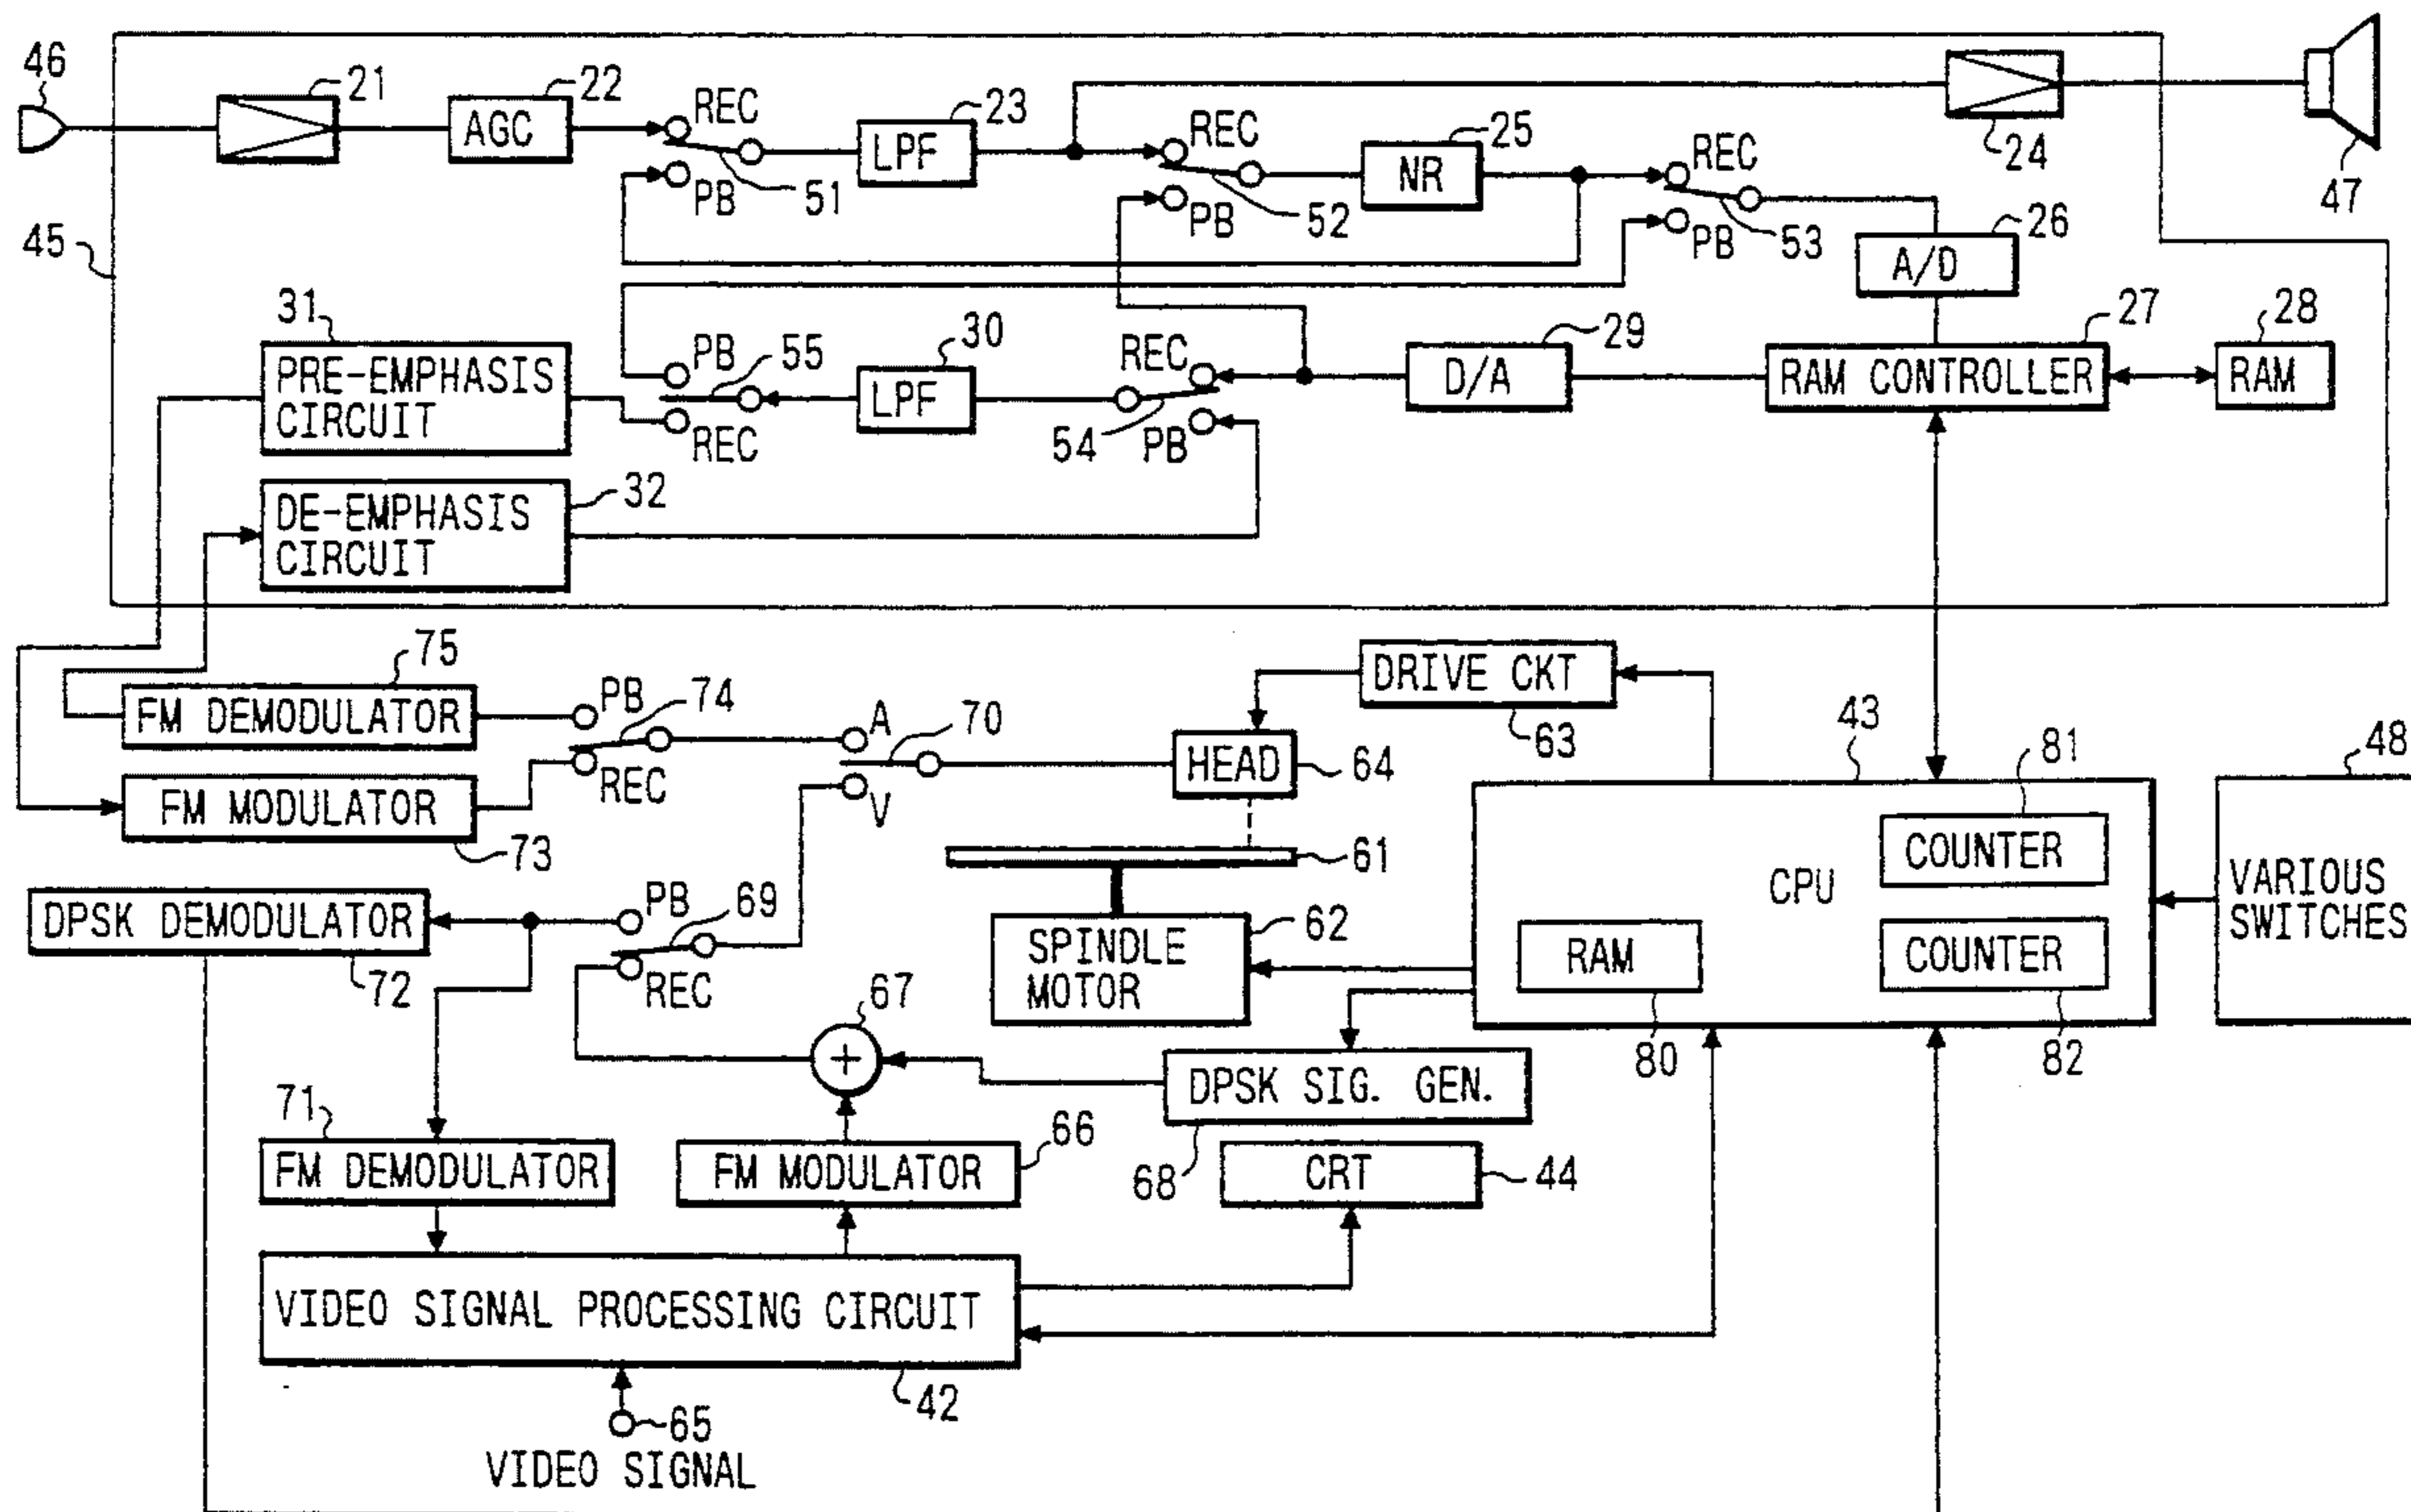 46
21
22
AGC
REC
PB
51
23
LPF
REC
PB
52
25
NR
REC
PB
53
24
47
45
26
A/D
31
PRE-EMPHASIS
CIRCUIT
PB
55
REC
30
LPF
REC
54
PB
29
D/A
27
RAM CONTROLLER
28
RAM
32
DE-EMPHASIS
CIRCUIT
75
FM DEMODULATOR
PB
74
REC
FM MODULATOR
73
A
70
V
DRIVE CKT
63
HEAD
64
61
43
81
COUNTER
CPU
RAM
COUNTER
80
82
48
VARIOUS
SWITCHES
DPSK DEMODULATOR
72
PB
69
REC
SPINDLE
MOTOR
62
67
+
DPSK SIG. GEN.
68
71
FM DEMODULATOR
66
FM MODULATOR
CRT
44
VIDEO SIGNAL PROCESSING CIRCUIT
42
65
VIDEO SIGNAL